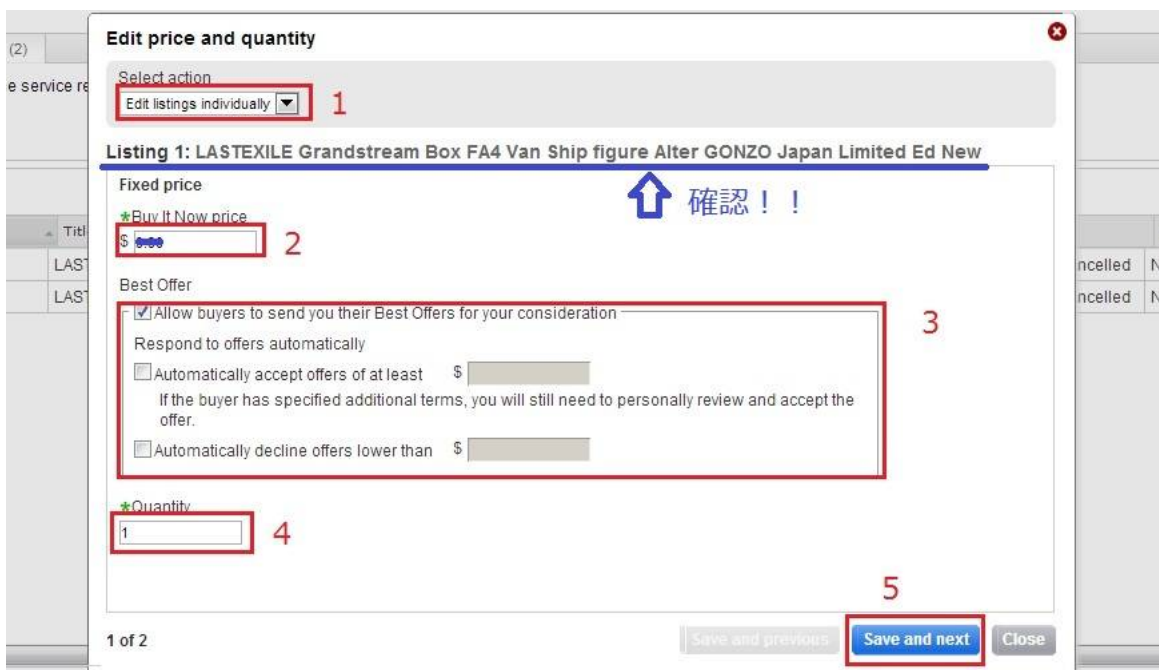 Edit price and quantity
(2)
Select action
e service re
Edit listings individually
1
Listing 1: LASTEXILE Grandstream Box FA4 Van Ship figure Alter GONZO Japan Limited Ed New
Fixed price
確認！！
*Buy It Now price
Titl
$
2
LAST
ncelled N
Best Offer
LAST
ncelled N
Allow buyers to send you their Best Offers for your consideration
3
Respond to offers automatically
Automatically accept offers of at least $
If the buyer has specified additional terms, you will still need to personally review and accept the
offer.
Automatically decline offers lower than $
*Quantity
1
4
5
1 of 2
Save and previous
Save and next
Close